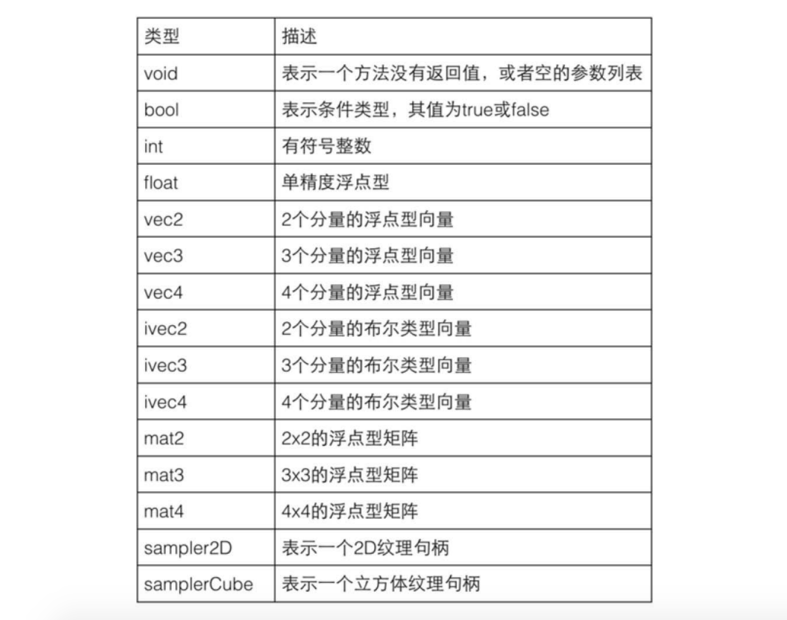 类型 描述
void 表示一个方法没有返回值，或者空的参数列表
bool 表示条件类型，其值为true或false
int 有符号整数
float 单精度浮点型
vec2 2个分量的浮点型向量
vec3 3个分量的浮点型向量
vec4 4个分量的浮点型向量
ivec2 2个分量的布尔类型向量
ivec3 3个分量的布尔类型向量
ivec4 4个分量的布尔类型向量
mat2 2x2的浮点型矩阵
mat3 3x3的浮点型矩阵
mat4 4x4的浮点型矩阵
sampler2D 表示一个2D纹理句柄
samplerCube 表示一个立方体纹理句柄